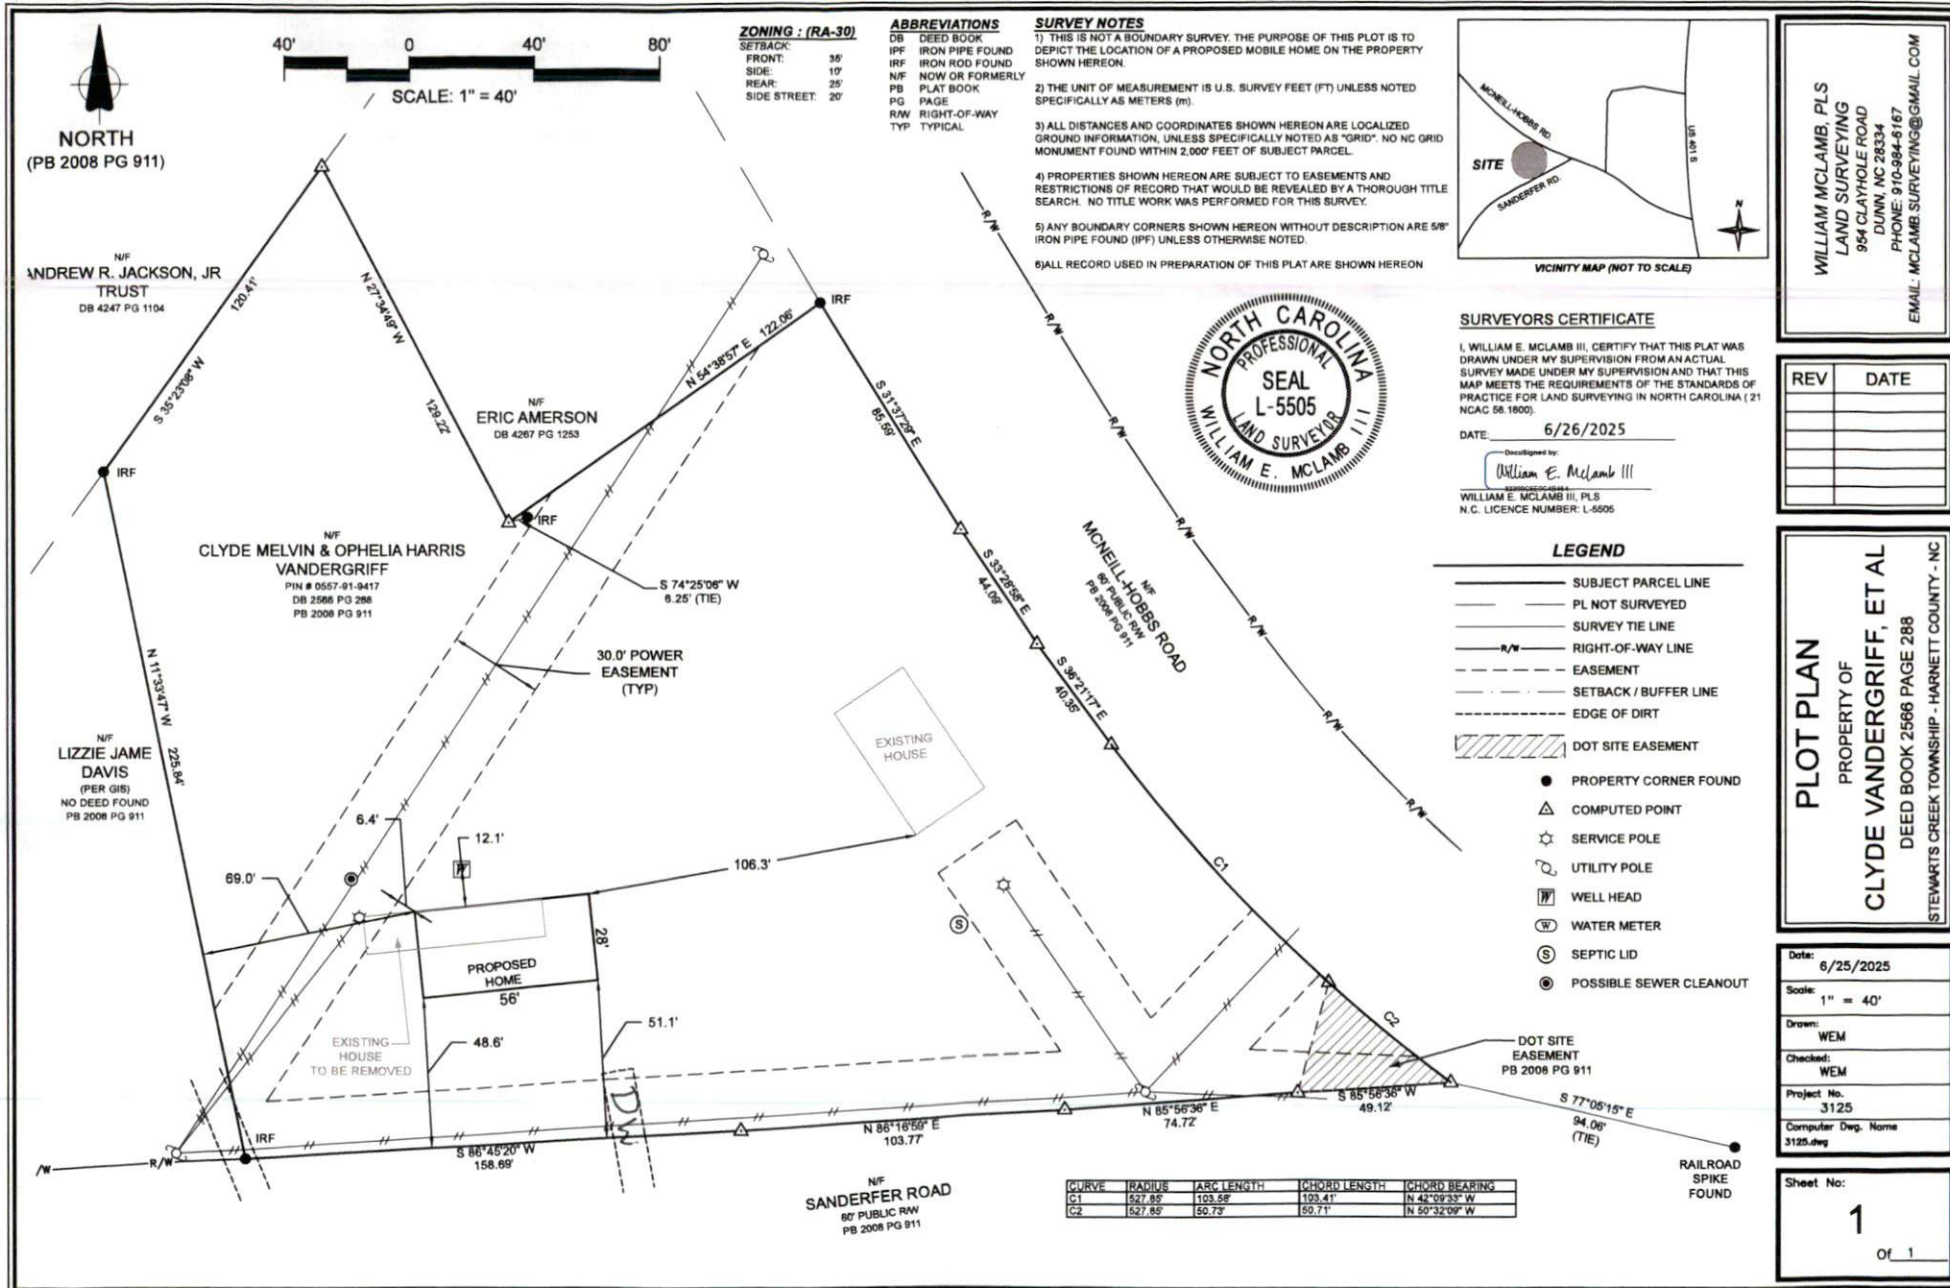 40'
0
40'
80'
SCALE: 1" = 40'
NORTH
(PB 2008 PG 911)
ZONING : (RA-30)
SETBACK:
FRONT: 35'
SIDE: 10'
REAR: 25'
SIDE STREET: 20'
ABBREVIATIONS
DB DEED BOOK
IPF IRON PIPE FOUND
IRF IRON ROD FOUND
N/F NOW OR FORMERLY
PB PLAT BOOK
PG PAGE
R/W RIGHT-OF-WAY
TYP TYPICAL
SURVEY NOTES
1) THIS IS NOT A BOUNDARY SURVEY. THE PURPOSE OF THIS PLOT IS TO
DEPICT THE LOCATION OF A PROPOSED MOBILE HOME ON THE PROPERTY
SHOWN HEREON.
2) THE UNIT OF MEASUREMENT IS U.S. SURVEY FEET (FT) UNLESS NOTED
SPECIFICALLY AS METERS (m).
3) ALL DISTANCES AND COORDINATES SHOWN HEREON ARE LOCALIZED
GROUND INFORMATION, UNLESS SPECIFICALLY NOTED AS "GRID". NO NC GRID
MONUMENT FOUND WITHIN 2,000' FEET OF SUBJECT PARCEL.
4) PROPERTIES SHOWN HEREON ARE SUBJECT TO EASEMENTS AND
RESTRICTIONS OF RECORD THAT WOULD BE REVEALED BY A THOROUGH TITLE
SEARCH. NO TITLE WORK WAS PERFORMED FOR THIS SURVEY.
5) ANY BOUNDARY CORNERS SHOWN HEREON WITHOUT DESCRIPTION ARE 5/8"
IRON PIPE FOUND (IPF) UNLESS OTHERWISE NOTED.
6)ALL RECORD USED IN PREPARATION OF THIS PLAT ARE SHOWN HEREON
MCNEILL-HOBBS RD.
SITE
SANDERFER RD.
US 401 S
N
VICINITY MAP (NOT TO SCALE)
WILLIAM MCLAMB, PLS
LAND SURVEYING
954 CLAYHOLE ROAD
DUNN, NC 28334
PHONE: 910-984-6167
EMAIL: MCLAMB.SURVEYING@GMAIL.COM
NORTH CAROLINA
PROFESSIONAL
SEAL
L-5505
LAND SURVEYOR
WILLIAM E. MCLAMB III
SURVEYORS CERTIFICATE
I, WILLIAM E. MCLAMB III, CERTIFY THAT THIS PLAT WAS
DRAWN UNDER MY SUPERVISION FROM AN ACTUAL
SURVEY MADE UNDER MY SUPERVISION AND THAT THIS
MAP MEETS THE REQUIREMENTS OF THE STANDARDS OF
PRACTICE FOR LAND SURVEYING IN NORTH CAROLINA ( 21
NCAC 56.1600).
DATE: 6/26/2025
DocuSigned by:
William E. McLamb III
WILLIAM E. MCLAMB III, PLS
N.C. LICENCE NUMBER: L-5505
REV DATE
N/F
ANDREW R. JACKSON, JR
TRUST
DB 4247 PG 1104
120.41'
S 35°23'08" W
N 27°34'49" W
129.22'
N/F
ERIC AMERSON
DB 4267 PG 1253
N 54°38'57" E 122.06'
IRF
IRF
IRF
S 31°37'29" E
85.59'
S 33°28'58" E
44.09'
S 36°21'17" E
40.35'
N/F
CLYDE MELVIN & OPHELIA HARRIS
VANDERGRIFF
PIN # 0557-91-9417
DB 2566 PG 288
PB 2008 PG 911
S 74°25'06" W
6.25' (TIE)
30.0' POWER
EASEMENT
(TYP)
N/F
MCNEILL-HOBBS ROAD
60' PUBLIC R/W
PB 2008 PG 911
R/W
R/W
R/W
R/W
R/W
R/W
R/W
LEGEND
SUBJECT PARCEL LINE
PL NOT SURVEYED
SURVEY TIE LINE
R/W RIGHT-OF-WAY LINE
EASEMENT
SETBACK / BUFFER LINE
EDGE OF DIRT
DOT SITE EASEMENT
PROPERTY CORNER FOUND
COMPUTED POINT
SERVICE POLE
UTILITY POLE
W WELL HEAD
W WATER METER
S SEPTIC LID
POSSIBLE SEWER CLEANOUT
PLOT PLAN
PROPERTY OF
CLYDE VANDERGRIFF, ET AL
DEED BOOK 2566 PAGE 288
STEWARTS CREEK TOWNSHIP - HARNETT COUNTY - NC
N 11°33'47" W 225.84'
N/F
LIZZIE JAME
DAVIS
(PER GIS)
NO DEED FOUND
PB 2008 PG 911
EXISTING
HOUSE
6.4'
12.1'
W
69.0'
106.3'
28'
PROPOSED
HOME
56'
S
C1
C2
EXISTING
HOUSE
TO BE REMOVED
48.6'
51.1'
DW
DOT SITE
EASEMENT
PB 2008 PG 911
IRF
/W
R/W
S 86°45'20" W
158.69'
N 86°16'59" E
103.77'
N 85°56'36" E
74.72'
S 85°56'36" W
49.12'
S 77°05'15" E
94.06'
(TIE)
RAILROAD
SPIKE
FOUND
N/F
SANDERFER ROAD
60' PUBLIC R/W
PB 2008 PG 911
CURVE RADIUS ARC LENGTH CHORD LENGTH CHORD BEARING
C1 527.85' 103.58' 103.41' N 42°09'33" W
C2 527.85' 50.73' 50.71' N 50°32'09" W
Date:
6/25/2025
Scale:
1" = 40'
Drawn:
WEM
Checked:
WEM
Project No.
3125
Computer Dwg. Name
3125.dwg
Sheet No:
1
Of 1